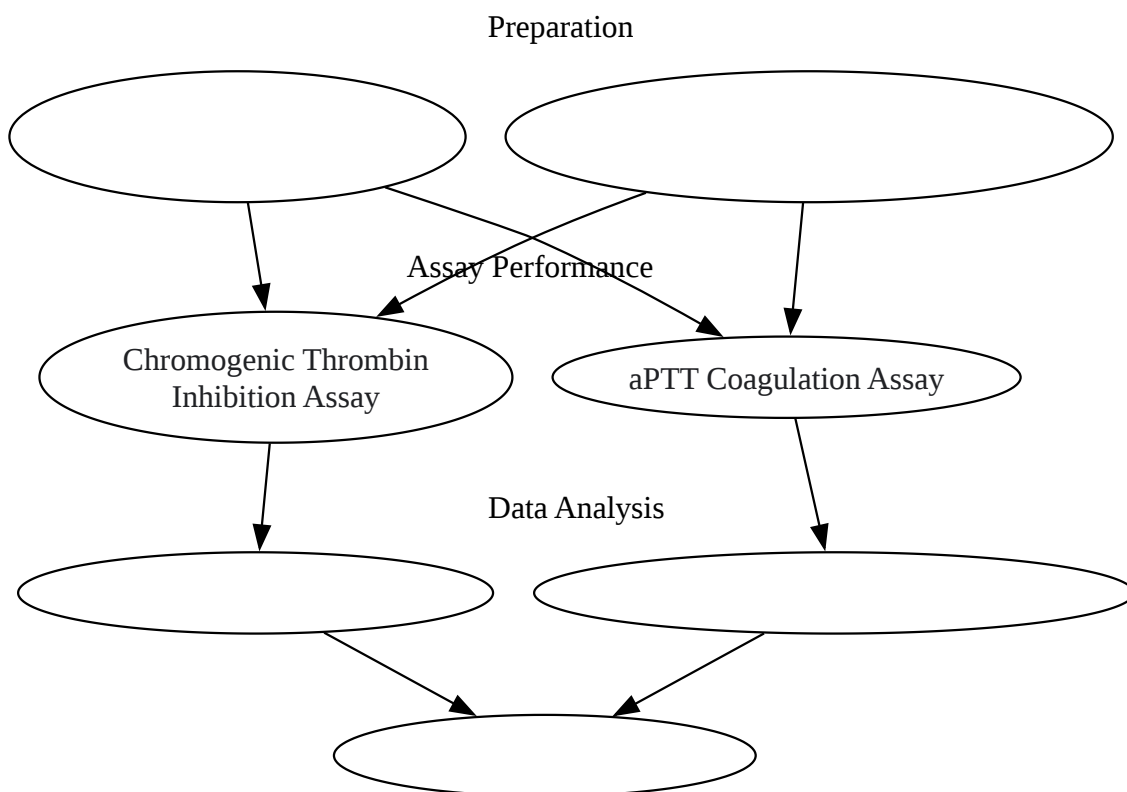 Preparation
Assay Performance
Chromogenic Thrombin
Inhibition Assay
aPTT Coagulation Assay
Data Analysis